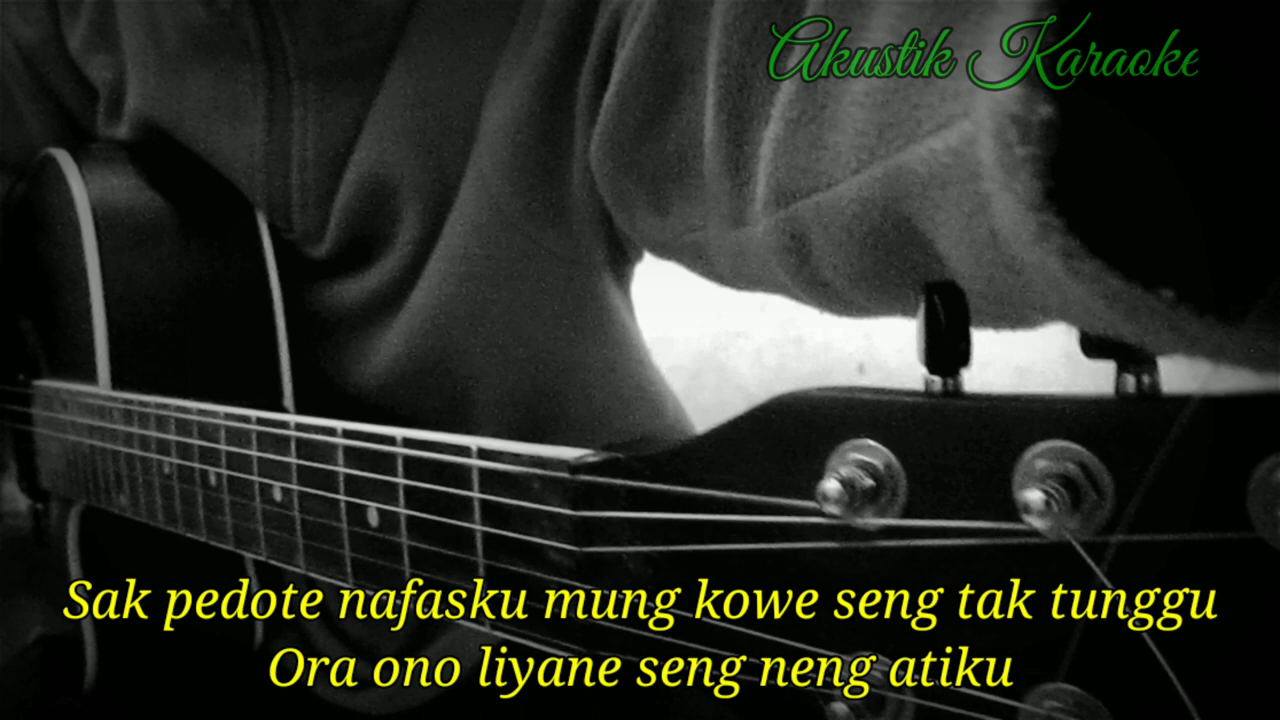 Akustik Karaoke
Sak pedote nafasku mung kowe seng tak tunggu
Ora ono liyane seng neng atiku